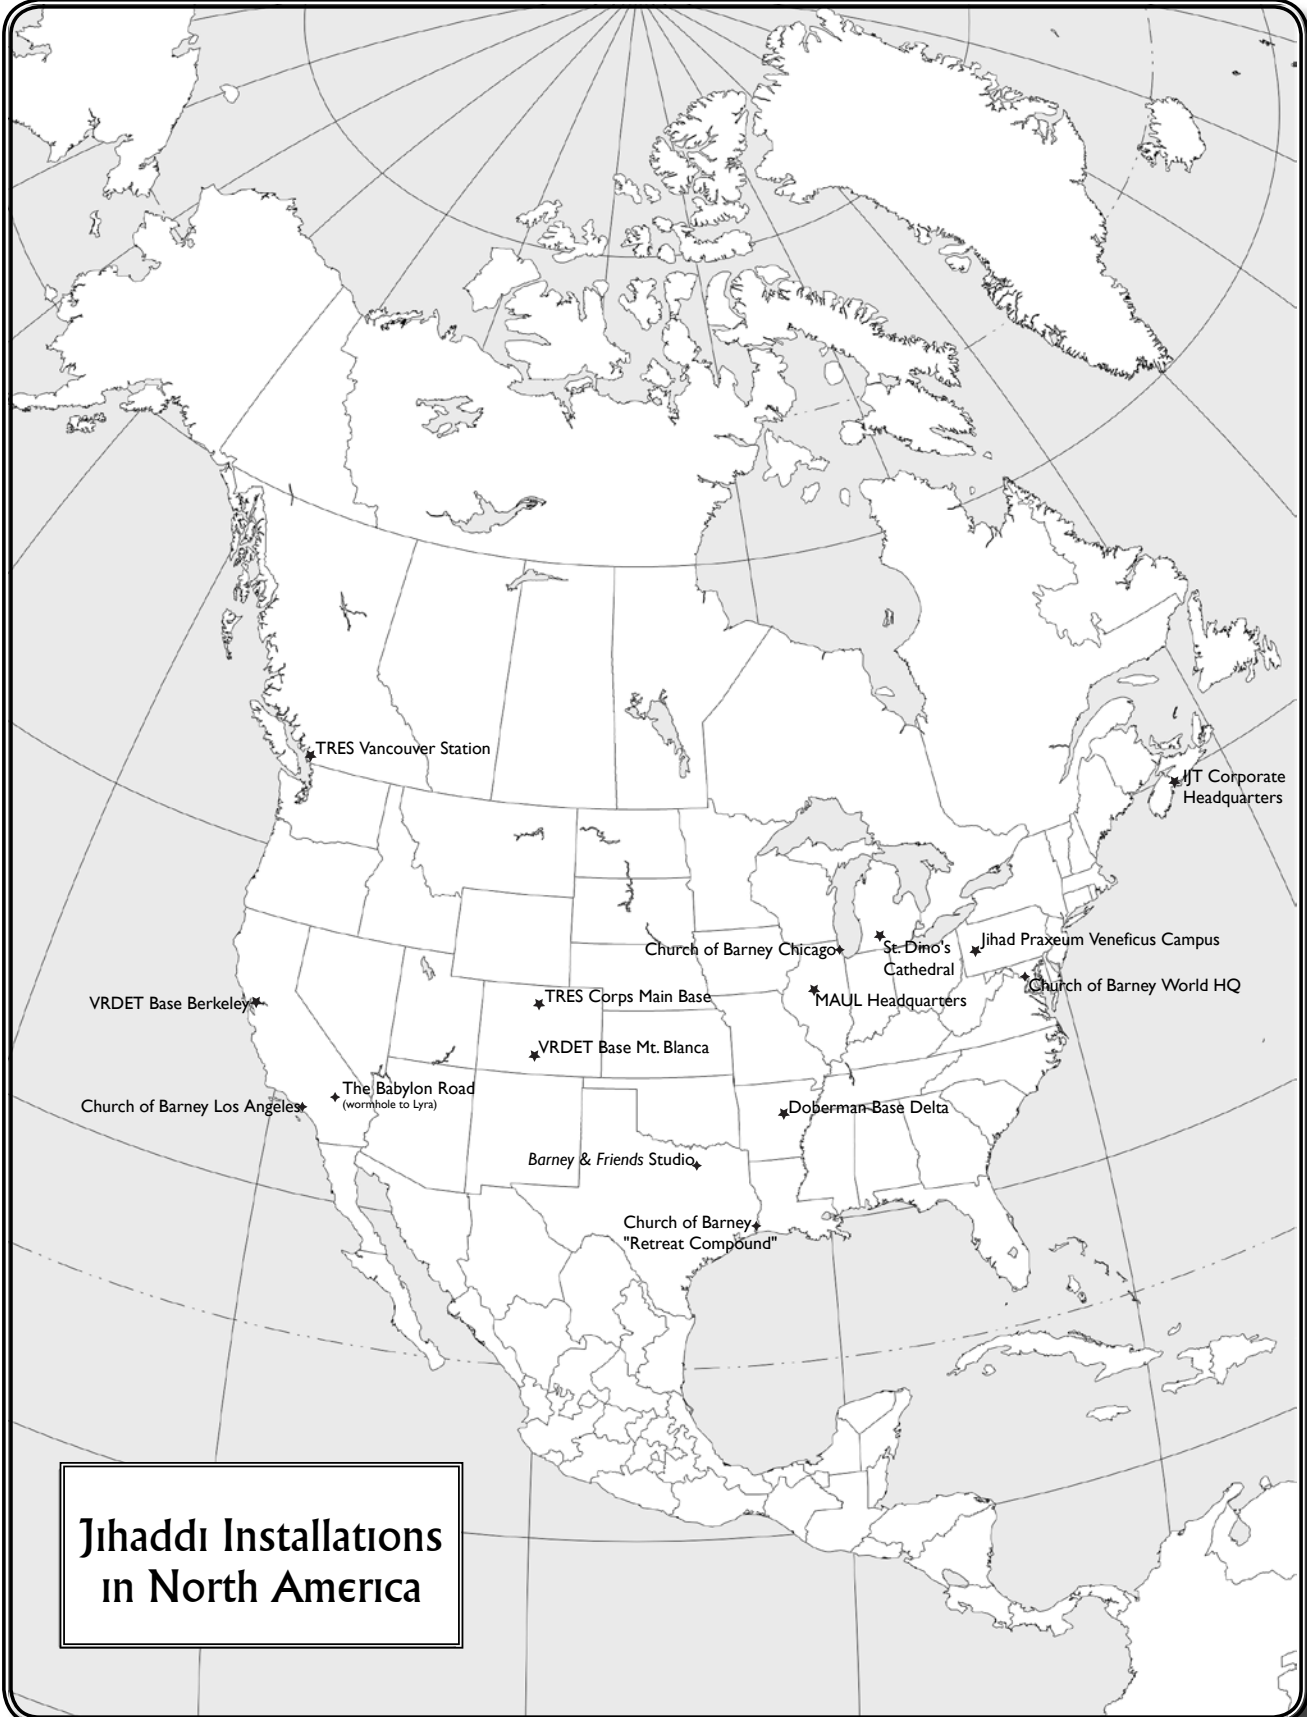 TRES Vancouver Station
IJT Corporate
Headquarters
Jihad Praxeum Veneficus Campus
St. Dino's
Cathedral
Church of Barney Chicago
Church of Barney World HQ
MAUL Headquarters
TRES Corps Main Base
VRDET Base Berkeley
VRDET Base Mt. Blanca
The Babylon Road
(wormhole to Lyra)
Church of Barney Los Angeles
Doberman Base Delta
Barney & Friends Studio
Church of Barney
"Retreat Compound"
Jihaddi Installations
in North America